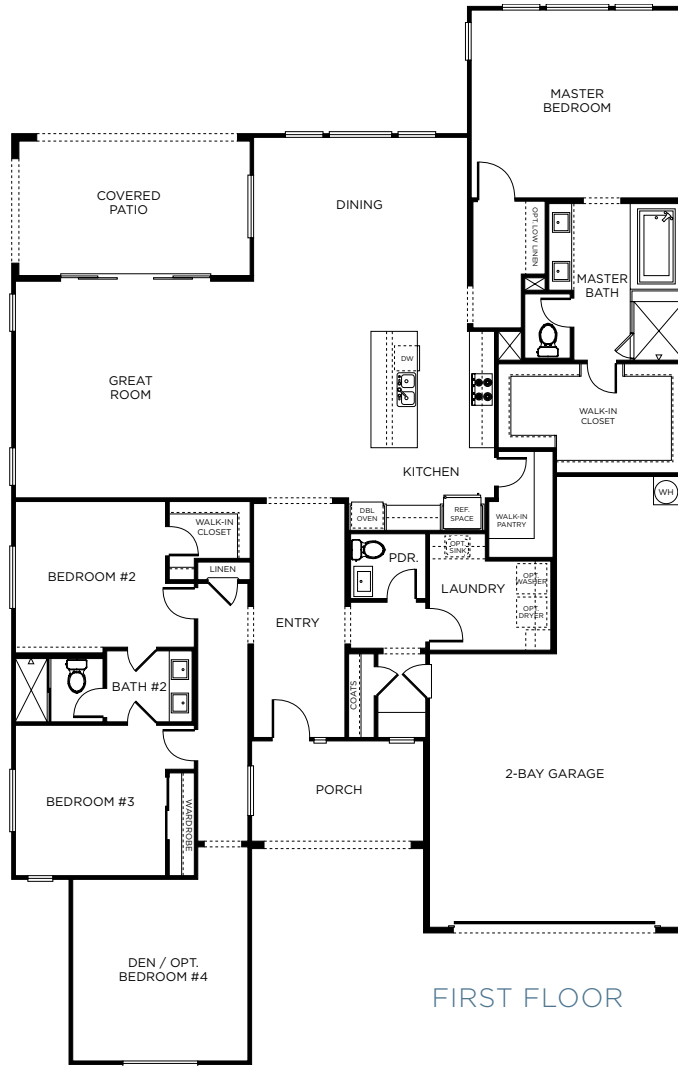 MASTER
BEDROOM
COVERED
PATIO
DINING
OPT. LOW LINEN
MASTER
BATH
DW
GREAT
ROOM
WALK-IN
CLOSET
KITCHEN
WH
DBL
OVEN
REF.
SPACE
WALK-IN
PANTRY
WALK-IN
CLOSET
OPT.
SINK
PDR.
BEDROOM #2
LINEN
LAUNDRY
OPT.
WASHER
OPT.
DRYER
ENTRY
BATH #2
COATS
2-BAY GARAGE
PORCH
BEDROOM #3
WARDROBE
DEN / OPT.
BEDROOM #4
FIRST FLOOR